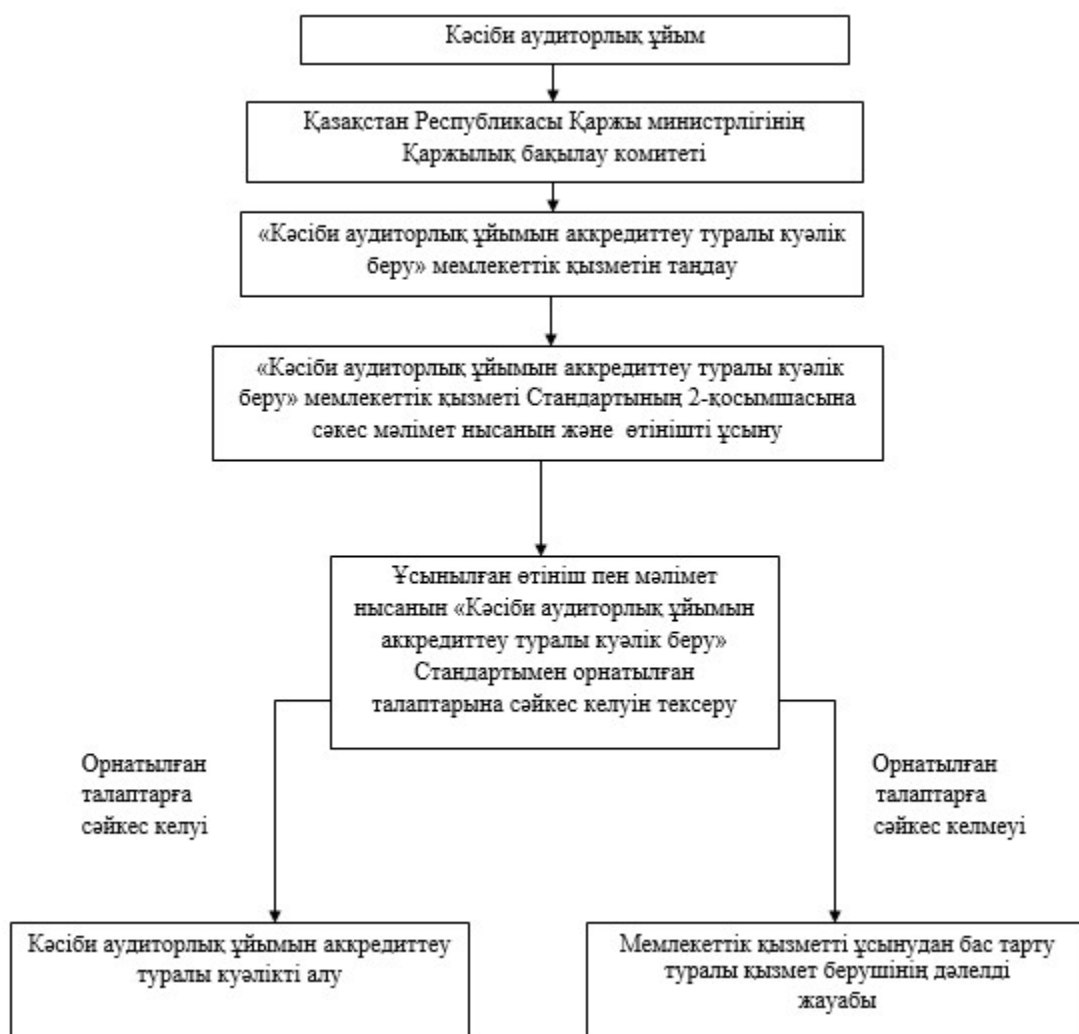 Кәсіби аудиторлық ұйым
Қазақстан Республикасы Қаржы министрлігінің
Қаржылық бақылау комитеті
«Кәсіби аудиторлық ұйымын аккредиттеу туралы куәлік
беру» мемлекеттік қызметін таңдау
«Кәсіби аудиторлық ұйымын аккредиттеу туралы куәлік
беру» мемлекеттік қызметі Стандартының 2-қосымшасына
сәкес мәлімет нысанын және өтінішті ұсыну
Ұсынылған өтініш пен мәлімет
нысанын «Кәсіби аудиторлық ұйымын
аккредиттеу туралы куәлік беру»
Стандартымен орнатылған
талаптарына сәйкес келуін тексеру
Орнатылған
талаптарға
сәйкес келуі
Орнатылған
талаптарға
сәйкес келмеуі
Кәсіби аудиторлық ұйымын аккредиттеу
туралы куәлікті алу
Мемлекеттік қызметті ұсынудан бас тарту
туралы қызмет берушінің дәлелді
жауабы